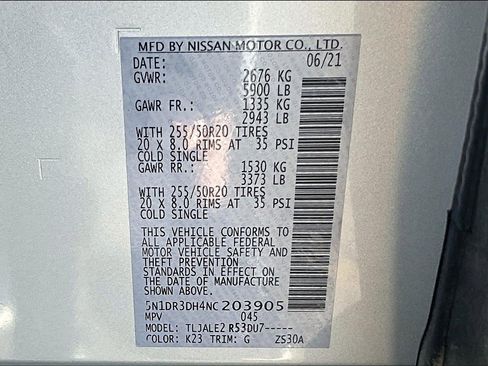 MFD BY NISSAN MOTOR CO., LTD.
DATE: 06/21
GVWR: 2676 KG
5900 LB
GAWR FR.: 1335 KG
2943 LB
WITH 255/50R20 TIRES
20 X 8.0 RIMS AT 35 PSI
COLD SINGLE
GAWR RR.: 1530 KG
3373 LB
WITH 255/50R20 TIRES
20 X 8.0 RIMS AT 35 PSI
COLD SINGLE
THIS VEHICLE CONFORMS TO
ALL APPLICABLE FEDERAL
MOTOR VEHICLE SAFETY AND
THEFT PREVENTION
STANDARDS IN EFFECT ON
THE DATE OF MANUFACTURE
SHOWN ABOVE.
5N1DR3DH4NC203905
MPV 045
MODEL: TLJALE2 R53DU7-----
COLOR: K23 TRIM: G ZS30A